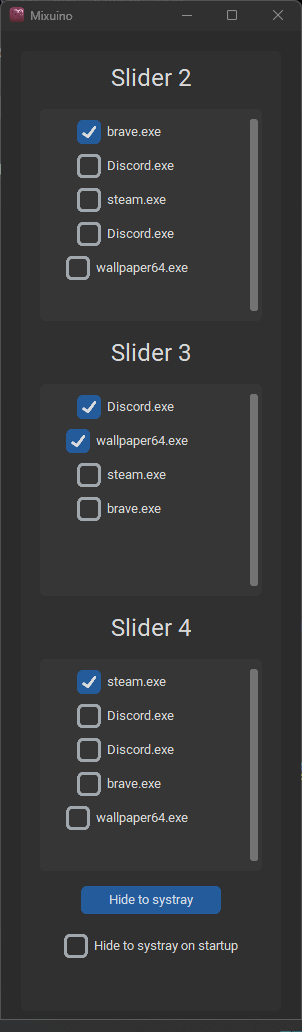 Mixuino
Slider 2
brave.exe
Discord.exe
steam.exe
Discord.exe
wallpaper64.exe
Slider 3
Discord.exe
wallpaper64.exe
steam.exe
brave.exe
Slider 4
steam.exe
Discord.exe
Discord.exe
brave.exe
wallpaper64.exe
Hide to systray
Hide to systray on startup